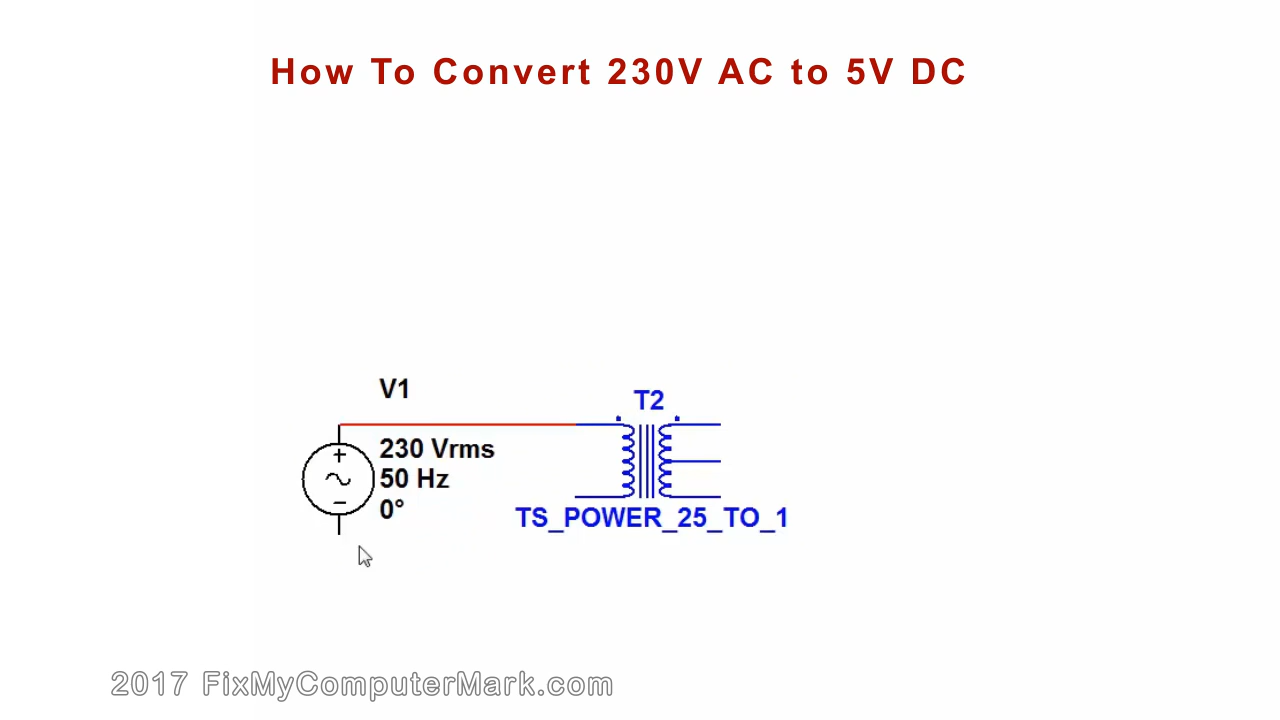 How To Convert 230V AC to 5V DC
V1
T2
230 Vrms
50 Hz
0°
TS_POWER_25_TO_1
2017 FixMyComputerMark.com